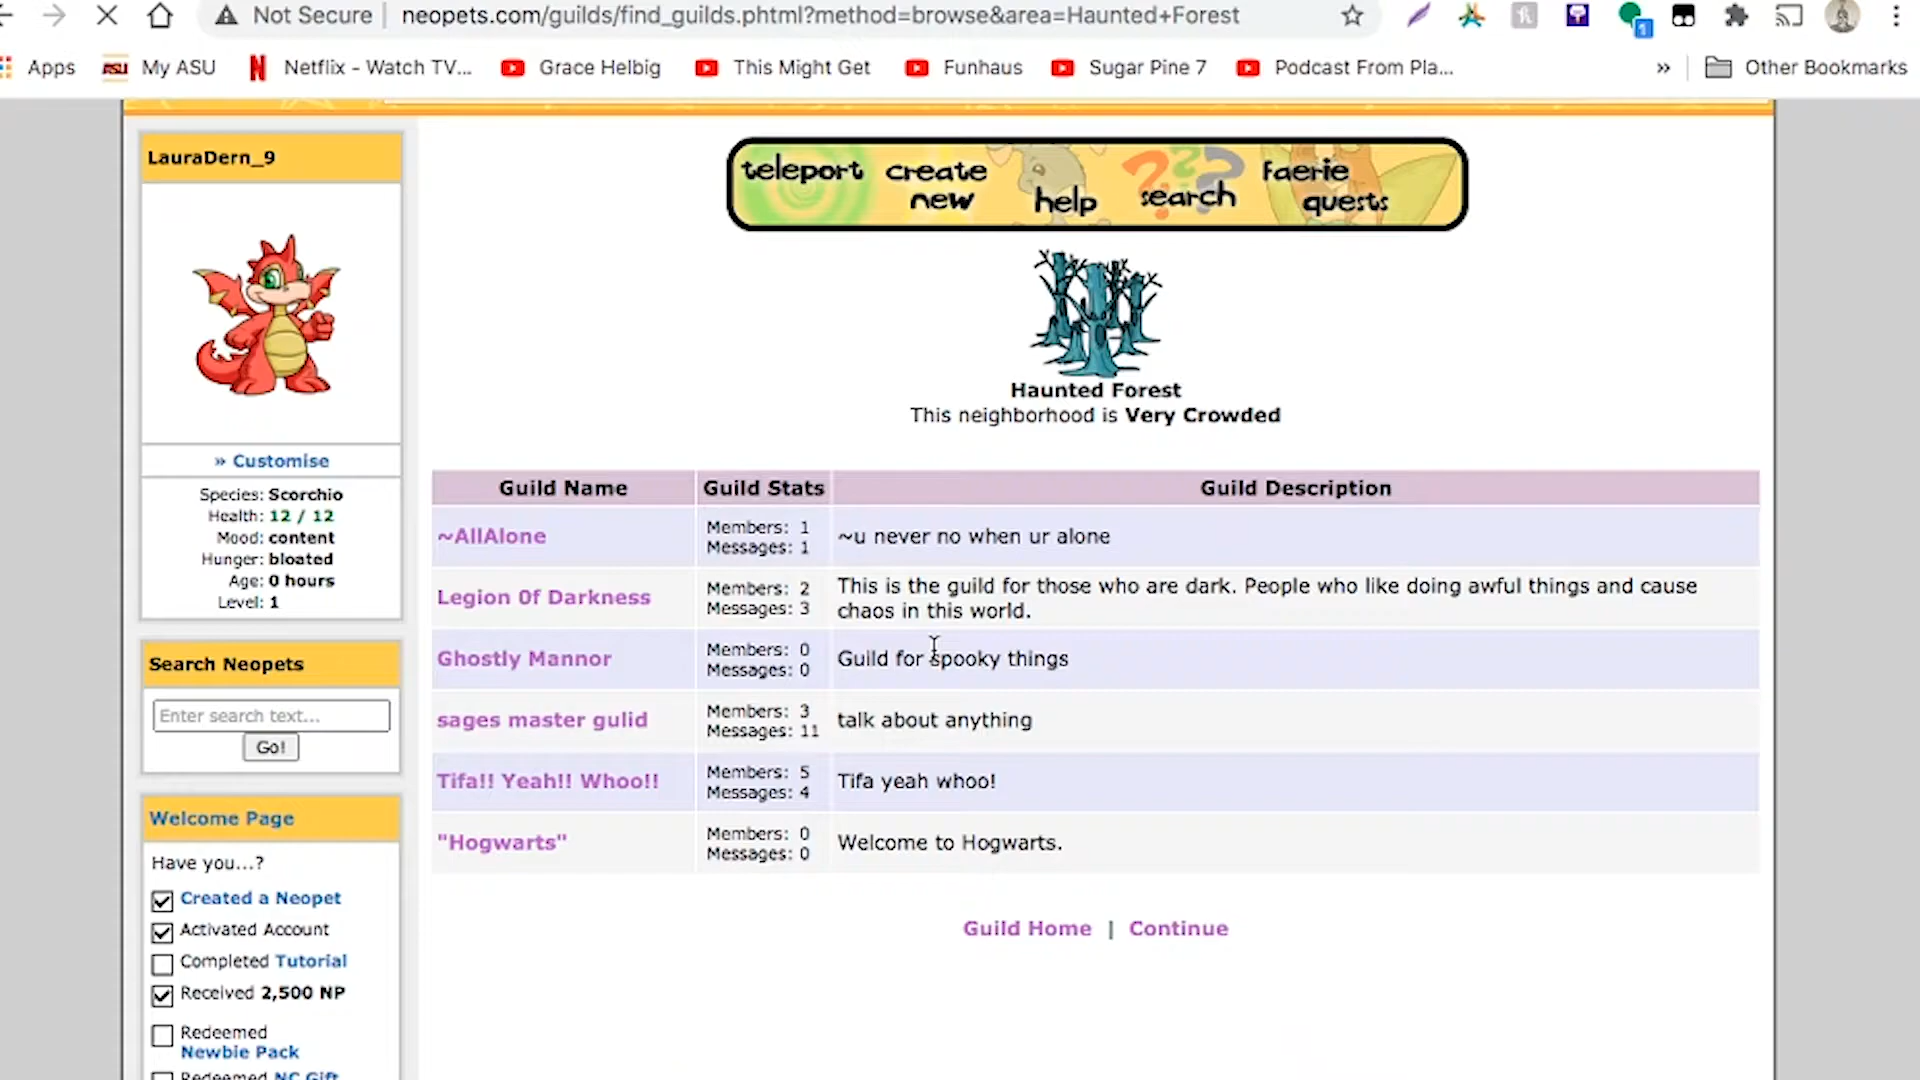 Not Secure | neopets.com/guilds/find_guilds.phtml?method=browse&area=Haunted+Forest
1
Apps
ASU My ASU
Netflix - Watch TV...
Grace Helbig
This Might Get
Funhaus
Sugar Pine 7
Podcast From Pla...
»
Other Bookmarks
LauraDern_9
» Customise
Species: Scorchio
Health: 12 / 12
Mood: content
Hunger: bloated
Age: 0 hours
Level: 1
Search Neopets
Enter search text...
Go!
Welcome Page
Have you...?
Created a Neopet
Activated Account
Completed Tutorial
Received 2,500 NP
Redeemed
Newbie Pack
Redeemed NC Gift
teleport
create
new
help
search
Faerie
quests
Haunted Forest
This neighborhood is Very Crowded
Guild Name Guild Stats Guild Description
~AllAlone
Members: 1
Messages: 1
~u never no when ur alone
Legion Of Darkness
Members: 2
Messages: 3
This is the guild for those who are dark. People who like doing awful things and cause
chaos in this world.
Ghostly Mannor
Members: 0
Messages: 0
Guild for spooky things
sages master gulid
Members: 3
Messages: 11
talk about anything
Tifa!! Yeah!! Whoo!!
Members: 5
Messages: 4
Tifa yeah whoo!
"Hogwarts"
Members: 0
Messages: 0
Welcome to Hogwarts.
Guild Home | Continue